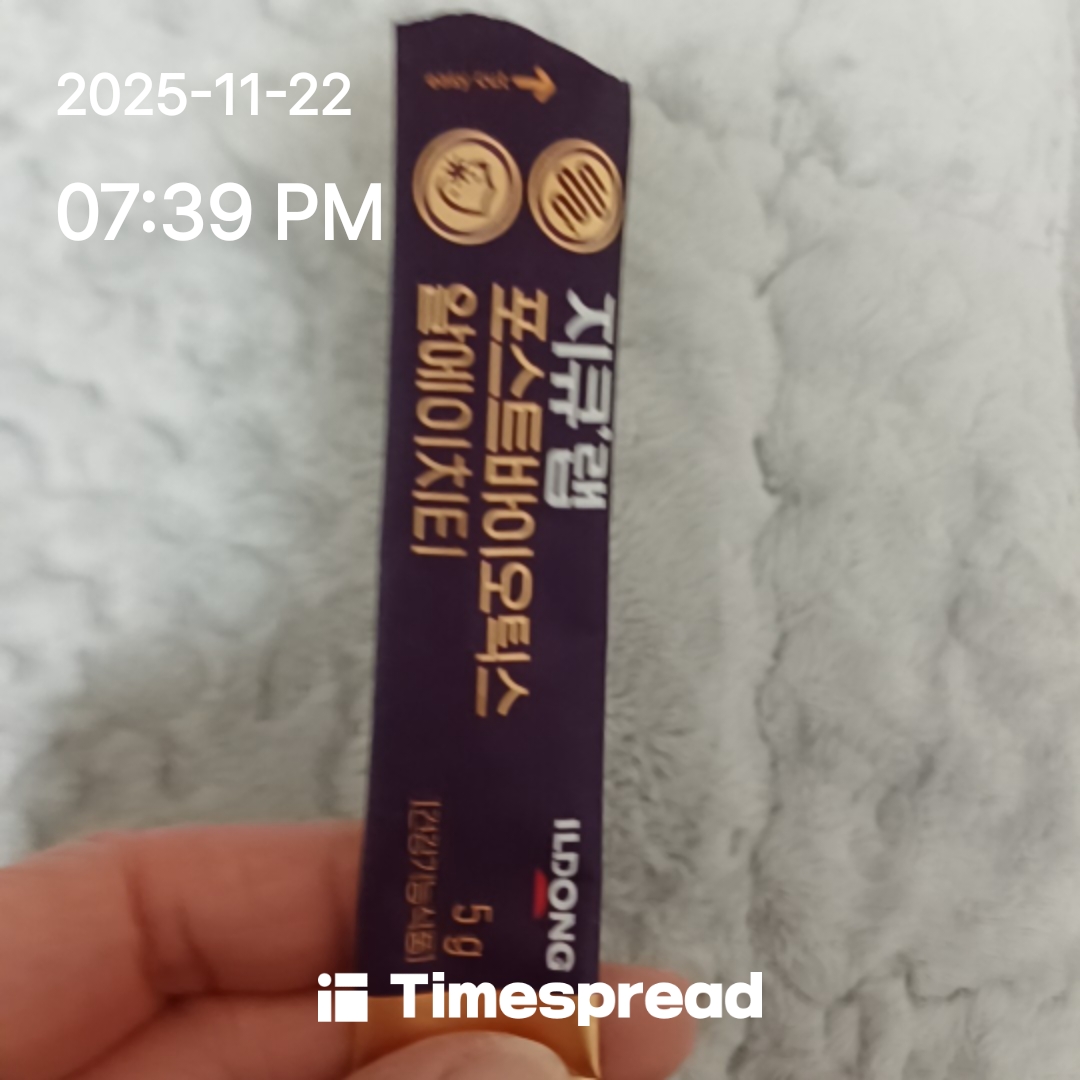 2025-11-22
07:39 PM
지큐랩
포스트바이오틱스
알에이치티
ILDONG
5g
건강기능식품
Timespread